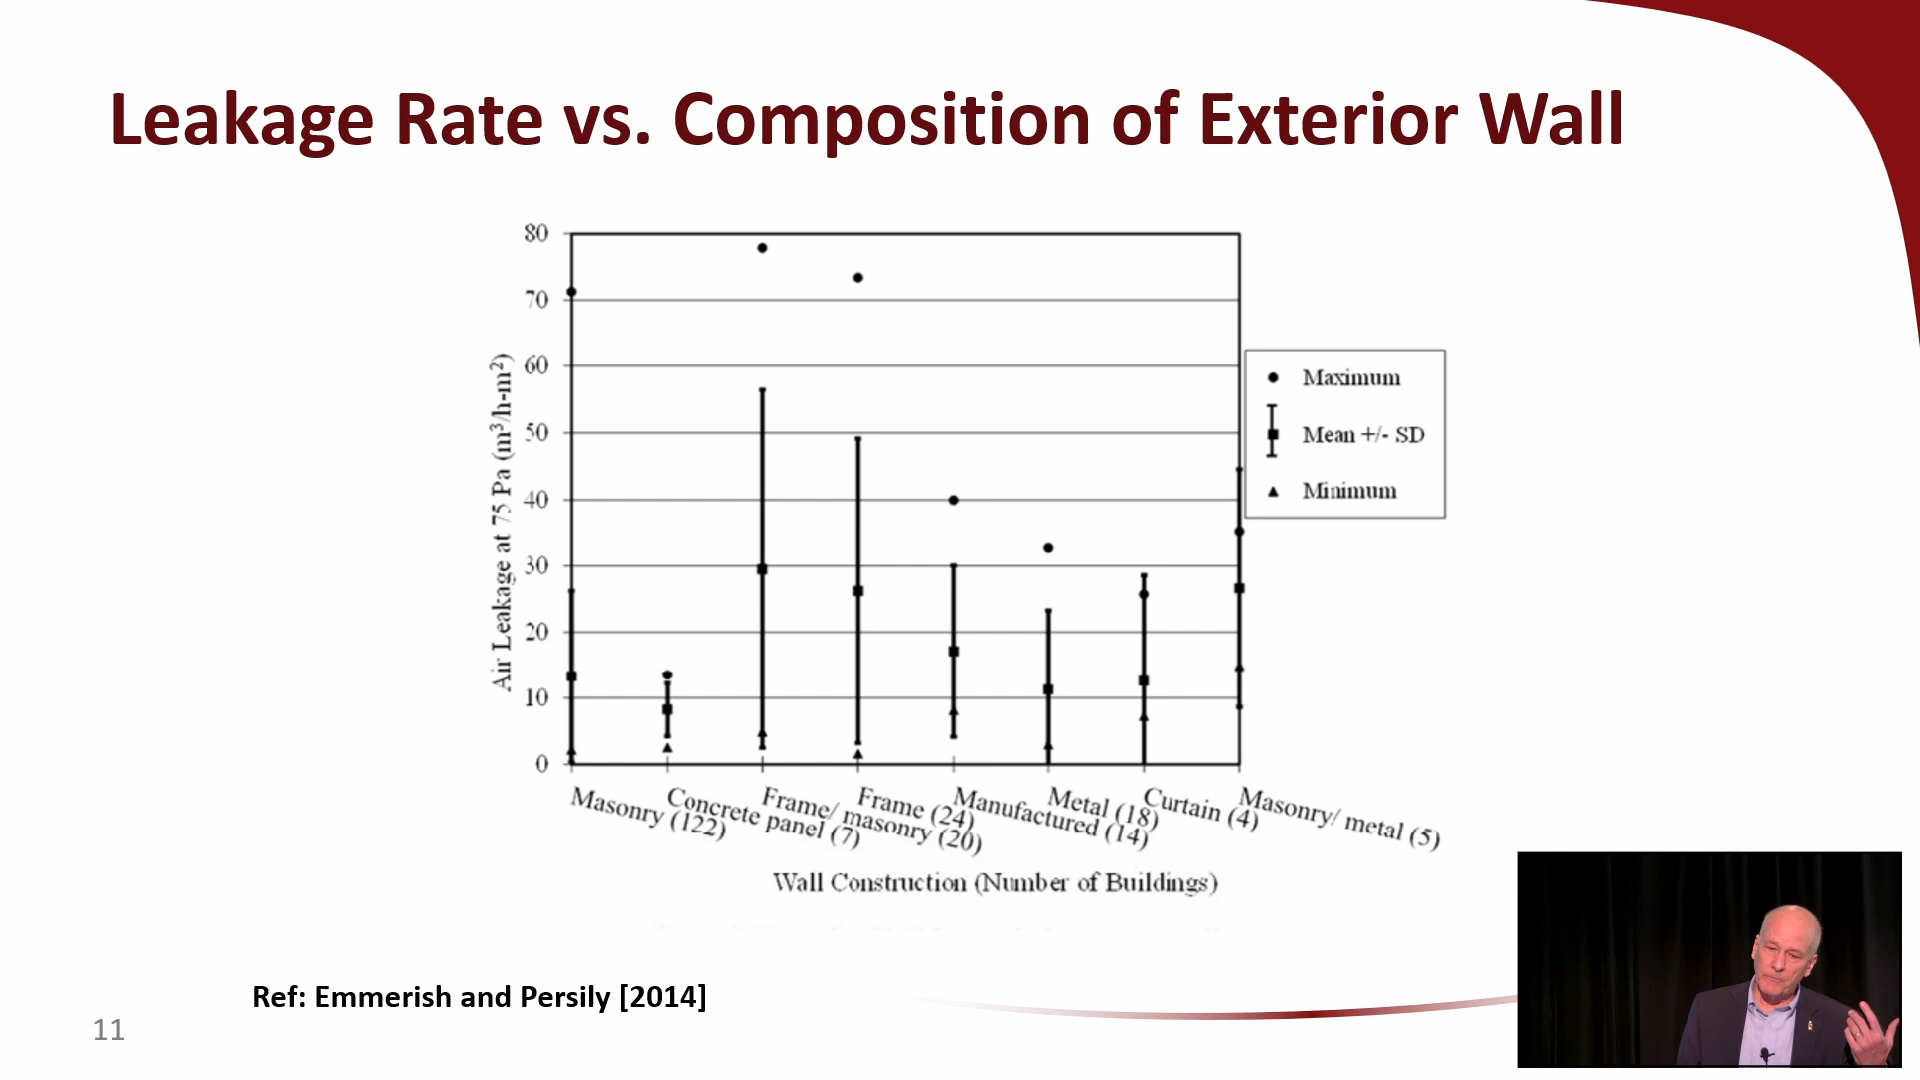 Leakage Rate vs. Composition of Exterior Wall
80
70
60
50
40
30
20
10
0
Air Leakage at 75 Pa (m³/h-m²)
Maximum
Mean +/- SD
Minimum
Masonry (122)
Concrete panel (7)
Frame/ masonry (20)
Frame (24)
Manufactured (14)
Metal (18)
Curtain (4)
Masonry/ metal (5)
Wall Construction (Number of Buildings)
Ref: Emmerish and Persily [2014]
11